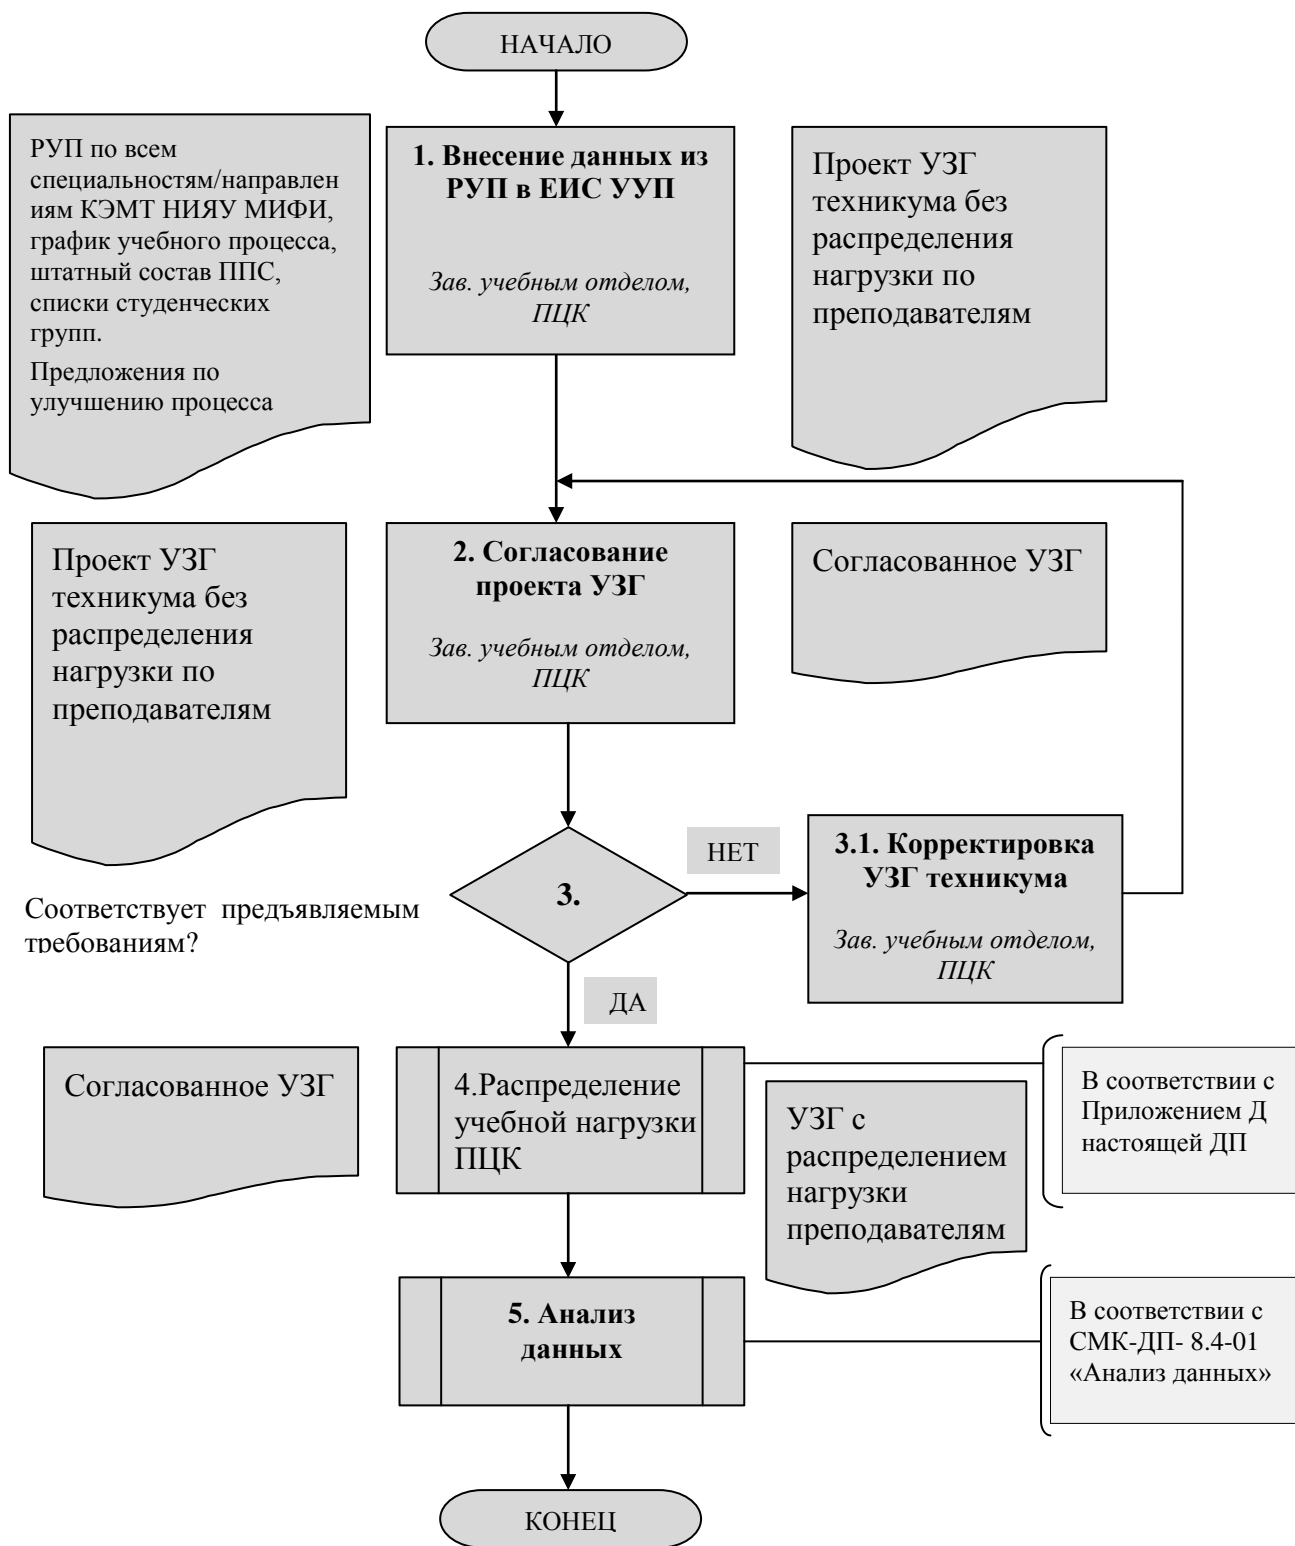 НАЧАЛО
РУП по всем
специальностям/направлен
иям КЭМТ НИЯУ МИФИ,
график учебного процесса,
штатный состав ППС,
списки студенческих
групп.
Предложения по
улучшению процесса
1. Внесение данных из
РУП в ЕИС УУП
Зав. учебным отделом,
ПЦК
Проект УЗГ
техникума без
распределения
нагрузки по
преподавателям
Проект УЗГ
техникума без
распределения
нагрузки по
преподавателям
2. Согласование
проекта УЗГ
Зав. учебным отделом,
ПЦК
Согласованное УЗГ
Соответствует предъявляемым
требованиям?
3.
НЕТ
3.1. Корректировка
УЗГ техникума
Зав. учебным отделом,
ПЦК
ДА
Согласованное УЗГ
4.Распределение
учебной нагрузки
ПЦК
УЗГ с
распределением
нагрузки
преподавателям
В соответствии с
Приложением Д
настоящей ДП
5. Анализ
данных
В соответствии с
СМК-ДП- 8.4-01
«Анализ данных»
КОНЕЦ